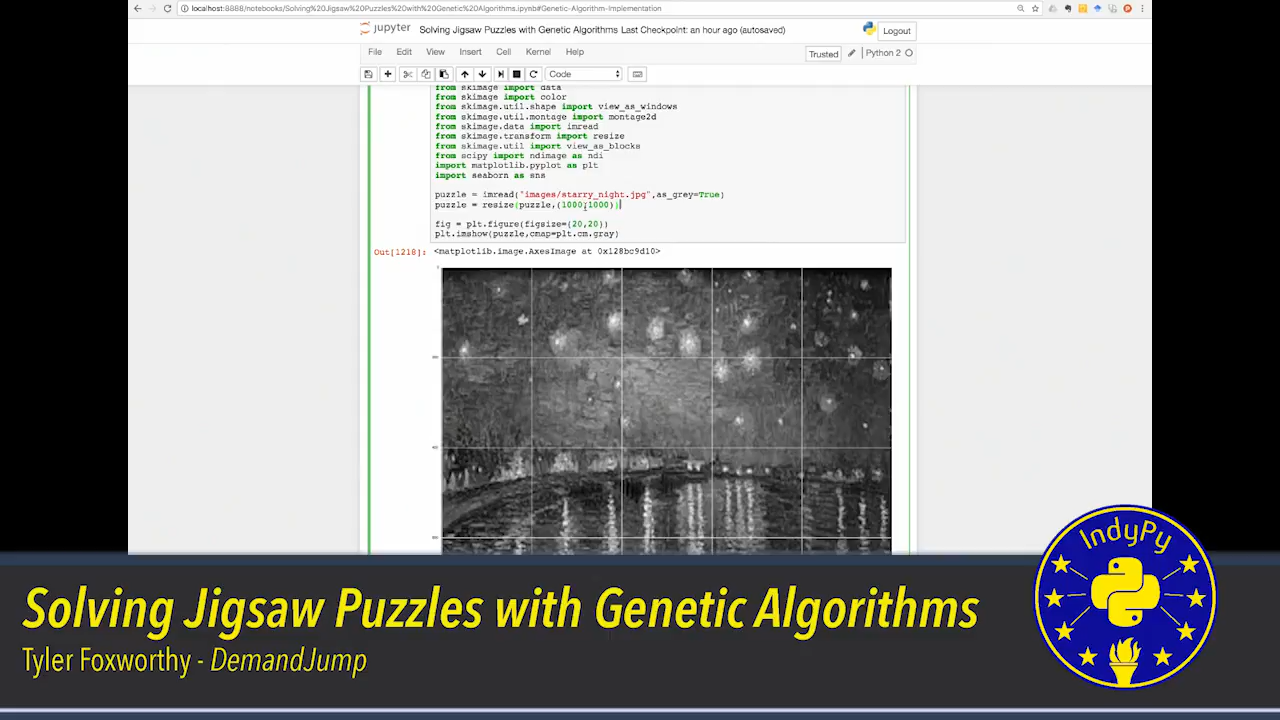 localhost:8888/notebooks/Solving%20Jigsaw%20Puzzles%20with%20Genetic%20Algorithms.ipynb#Genetic-Algorithm-Implementation
jupyter Solving Jigsaw Puzzles with Genetic Algorithms Last Checkpoint: an hour ago (autosaved)
Logout
File Edit View Insert Cell Kernel Help
Trusted
Python 2
Code
from skimage import data
from skimage import color
from skimage.util.shape import view_as_windows
from skimage.util.montage import montage2d
from skimage.data import imread
from skimage.transform import resize
from skimage.util import view_as_blocks
from scipy import ndimage as ndi
import matplotlib.pyplot as plt
import seaborn as sns
puzzle = imread("images/starry_night.jpg",as_grey=True)
puzzle = resize(puzzle,(1000,1000))
fig = plt.figure(figsize=(20,20))
plt.imshow(puzzle,cmap=plt.cm.gray)
Out[1218]: <matplotlib.image.AxesImage at 0x128bc9d10>
Solving Jigsaw Puzzles with Genetic Algorithms
Tyler Foxworthy - DemandJump
IndyPy